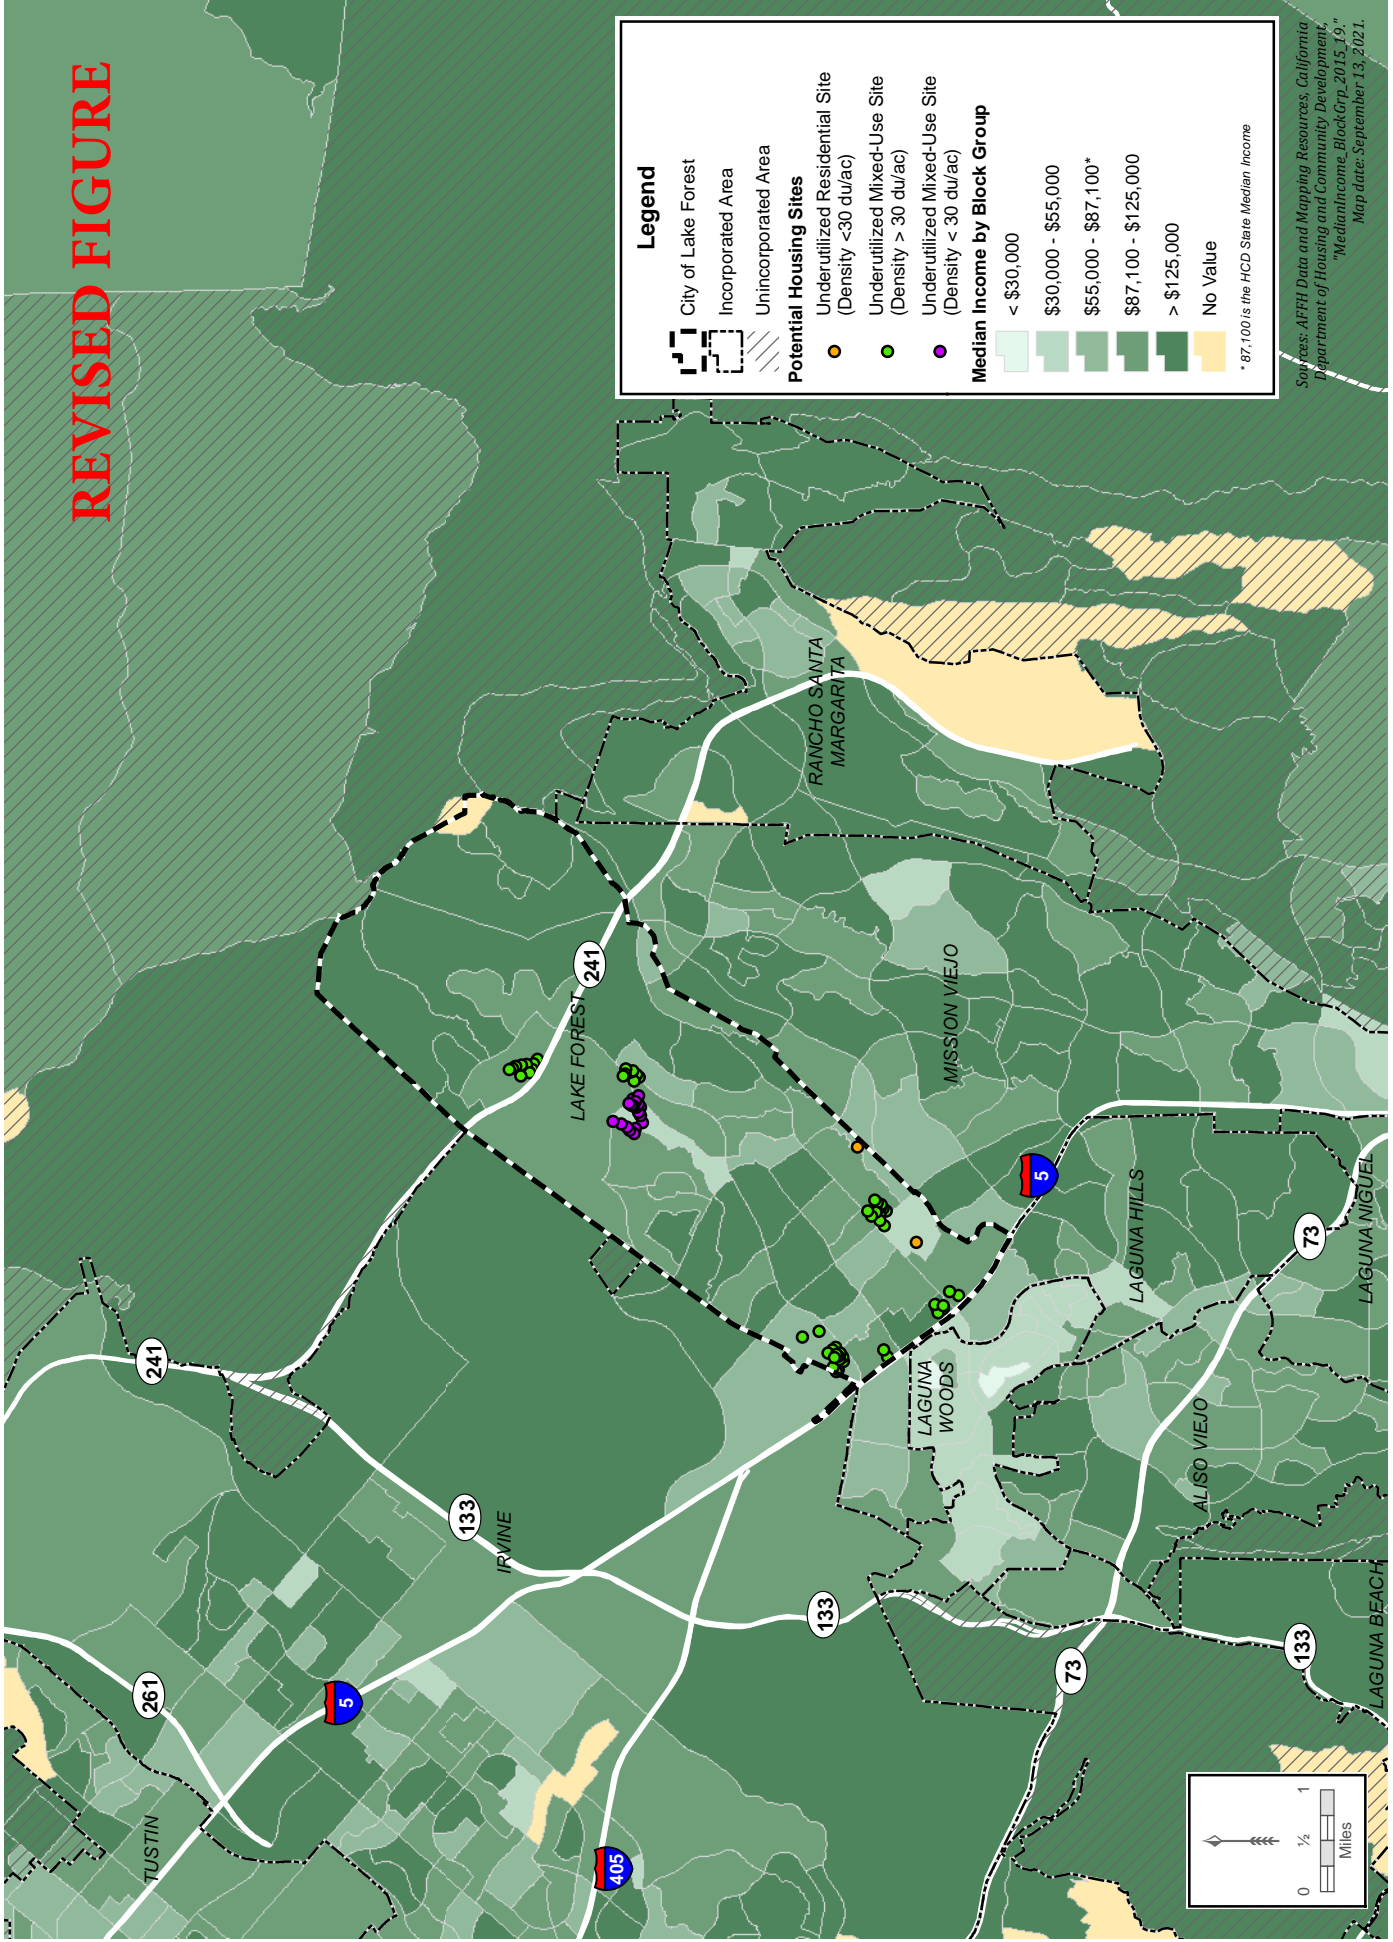 REVISED FIGURE
Legend
City of Lake Forest
Incorporated Area
Unincorporated Area
Potential Housing Sites
Underutilized Residential Site
(Density <30 du/ac)
Underutilized Mixed-Use Site
(Density > 30 du/ac)
Underutilized Mixed-Use Site
(Density < 30 du/ac)
Median Income by Block Group
< $30,000
$30,000 - $55,000
$55,000 - $87,100*
$87,100 - $125,000
> $125,000
No Value
* 87,100 is the HCD State Median Income
Sources: AFFH Data and Mapping Resources, California
Department of Housing and Community Development,
"MedianIncome_BlockGrp_2015_19."
Map date: September 13, 2021.
TUSTIN
261
5
241
133
IRVINE
405
LAKE FOREST
241
RANCHO SANTA
MARGARITA
133
LAGUNA
WOODS
MISSION VIEJO
5
73
LAGUNA HILLS
ALISO VIEJO
133
73
LAGUNA BEACH
LAGUNA NIGUEL
0
½
1
Miles